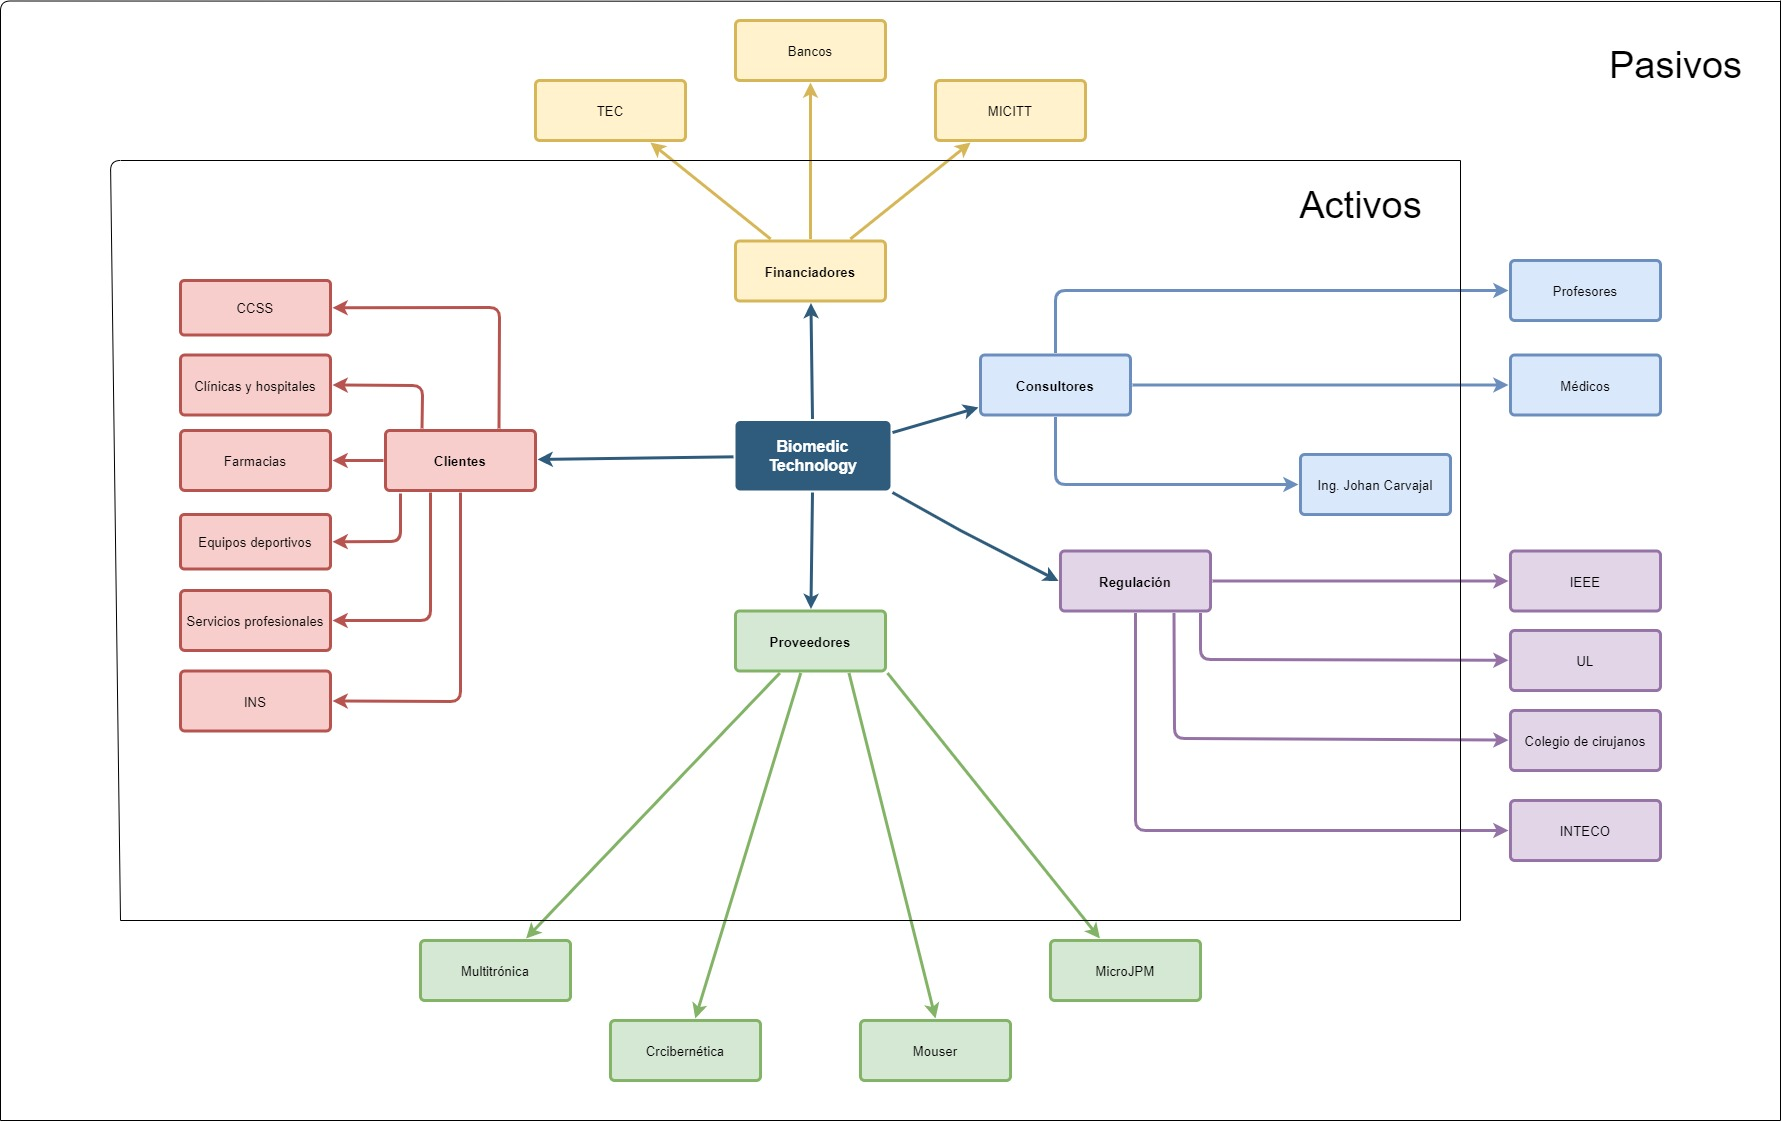 Bancos
Pasivos
TEC
MICITT
Activos
Financiadores
Profesores
CCSS
Consultores
Médicos
Clínicas y hospitales
Biomedic
Technology
Clientes
Farmacias
Ing. Johan Carvajal
Equipos deportivos
Regulación
IEEE
Servicios profesionales
Proveedores
UL
INS
Colegio de cirujanos
INTECO
Multitrónica
MicroJPM
Crcibernética
Mouser